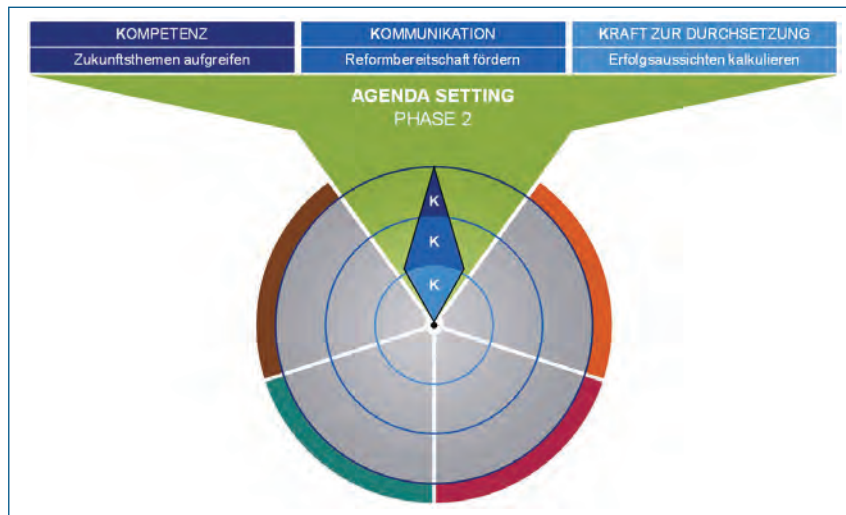 KOMPETENZ
Zukunftsthemen aufgreifen
KOMMUNIKATION
Reformbereitschaft fördern
KRAFT ZUR DURCHSETZUNG
Erfolgsaussichten kalkulieren
AGENDA SETTING
PHASE 2
K
K
K